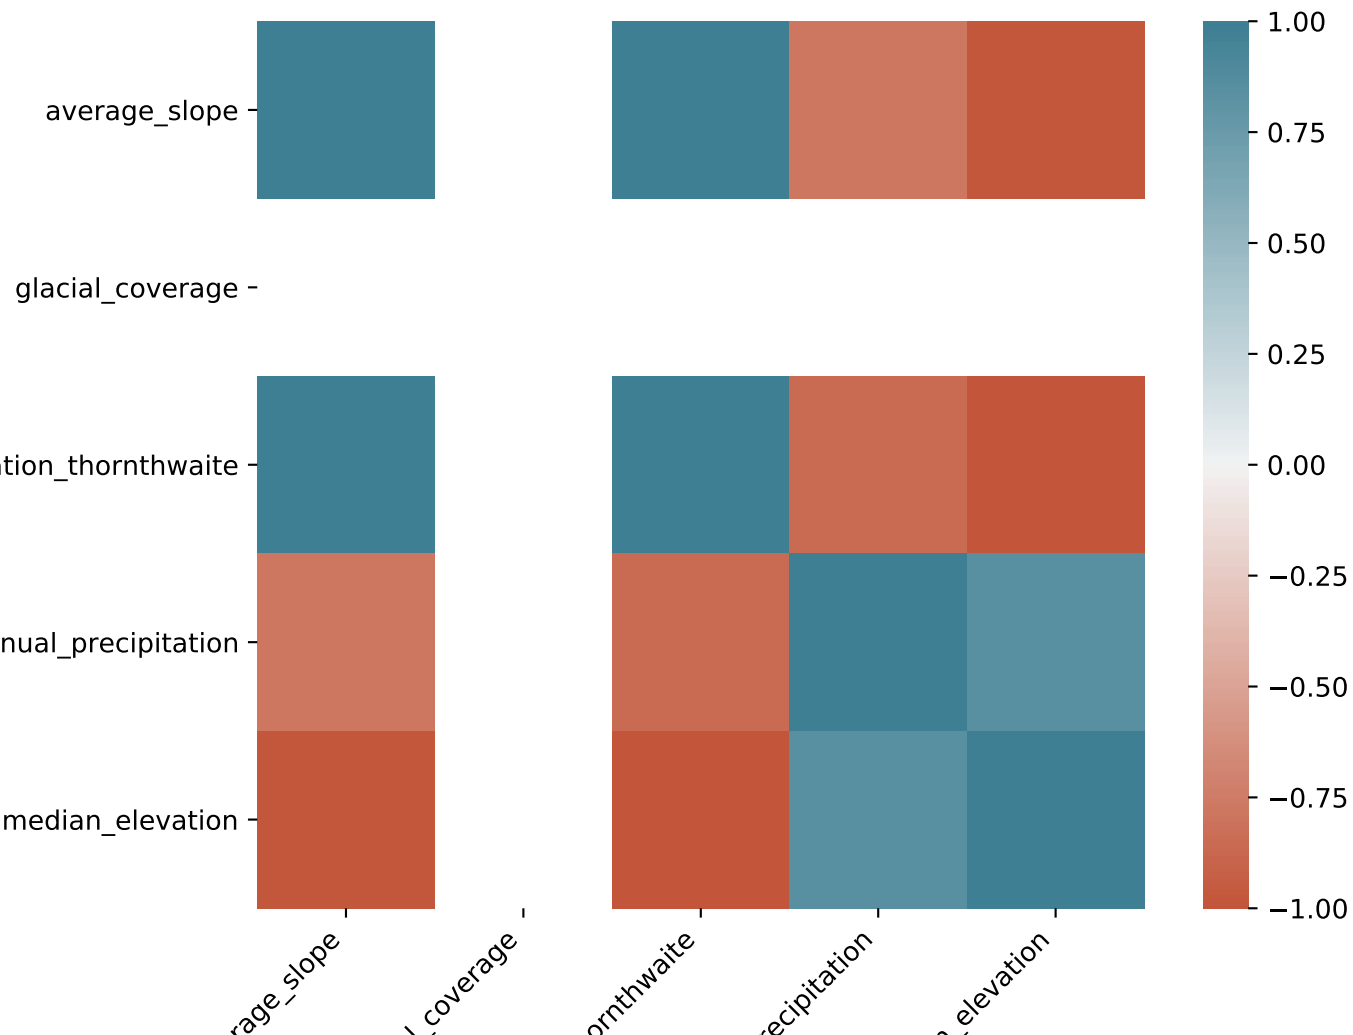 average_slope
glacial_coverage
tion_thornthwaite
nual_precipitation
median_elevation
rage_slope
l_coverage
ornthwaite
recipitation
_elevation
1.00
0.75
0.50
0.25
0.00
−0.25
−0.50
−0.75
−1.00